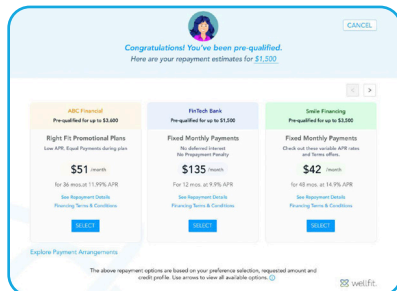 CANCEL
Congratulations! You've been pre-qualified.
Here are your repayment estimates for $1,500
ABC Financial
Pre-qualified for up to $3,600
Right Fit Promotional Plans
Low APR, Equal Payments during plan
$51 /month
for 36 mos.at 11.99% APR
See Repayment Details
Financing Terms & Conditions
SELECT
FinTech Bank
Pre-qualified for up to $1,500
Fixed Monthly Payments
No deferred Interest
No Prepayment Penalty
$135 /month
For 12 mos. at 9.9% APR
See Repayment Details
Financing Terms & Conditions
SELECT
Smile Financing
Pre-qualified for up to $3,500
Fixed Monthly Payments
Check out these variable APR rates
and Terms offers.
$42 /month
for 48 mos. at 14.9% APR
See Repayment Details
Financing Terms & Conditions
SELECT
Explore Payment Arrangements
The above repayment options are based on your preference selection, requested amount and
credit profile. Use arrows to view all available options.
wellfit.